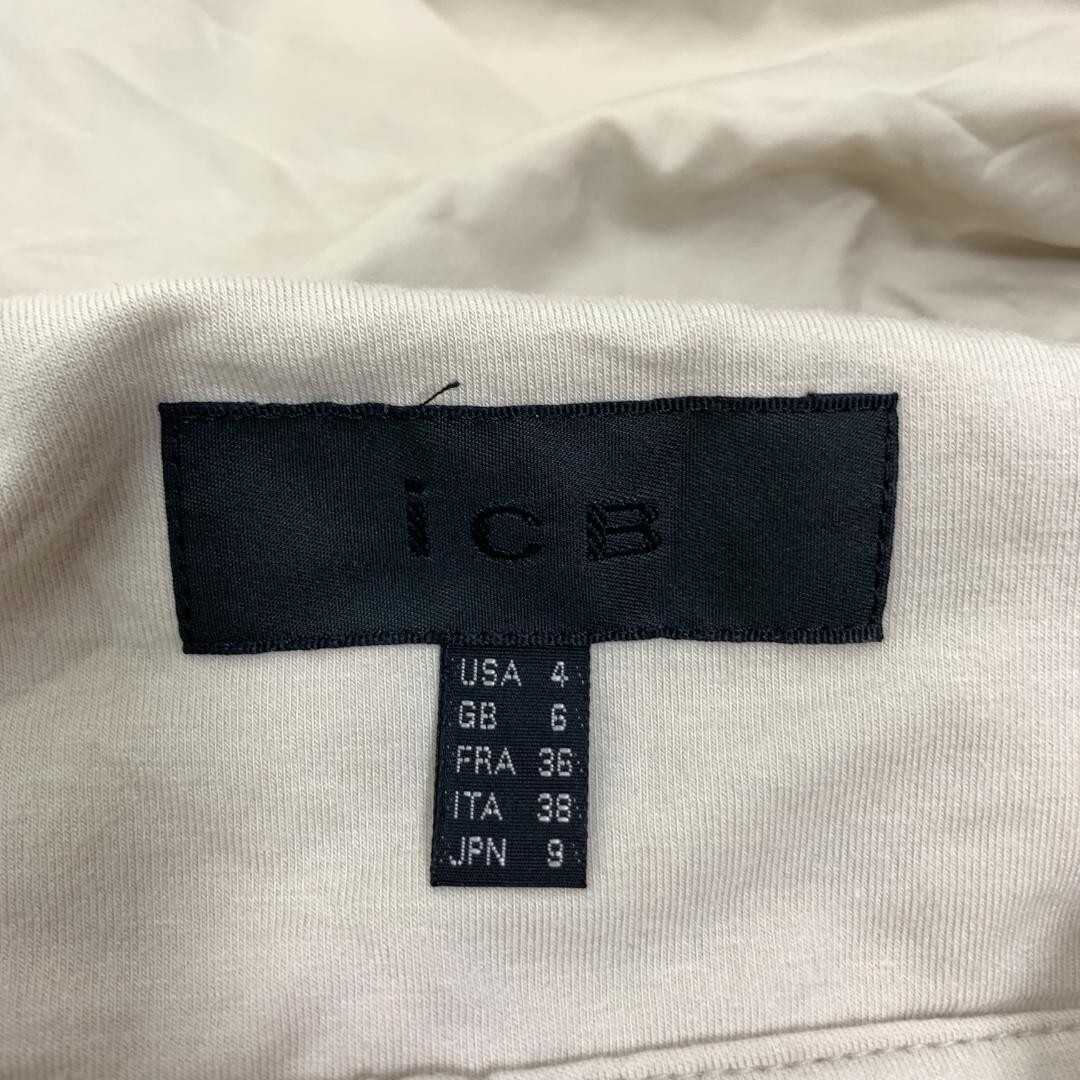 iCB
USA 4
GB 6
FRA 36
ITA 38
JPN 9